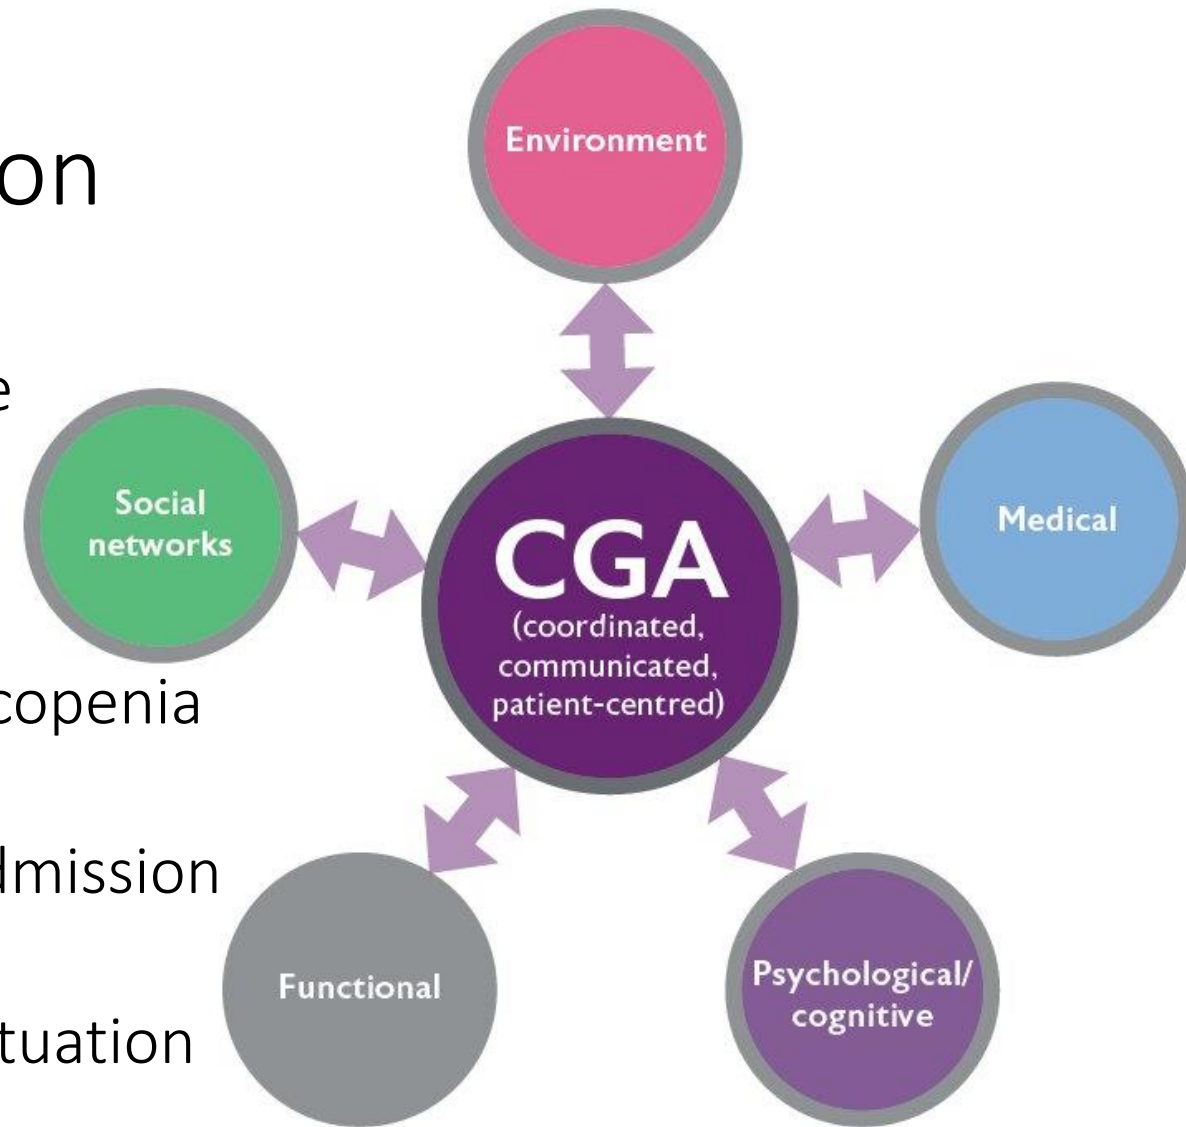 on
e
copenia
dmission
tuation
Environment
Social
networks
Medical
CGA
(coordinated,
communicated,
patient-centred)
Functional
Psychological/
cognitive